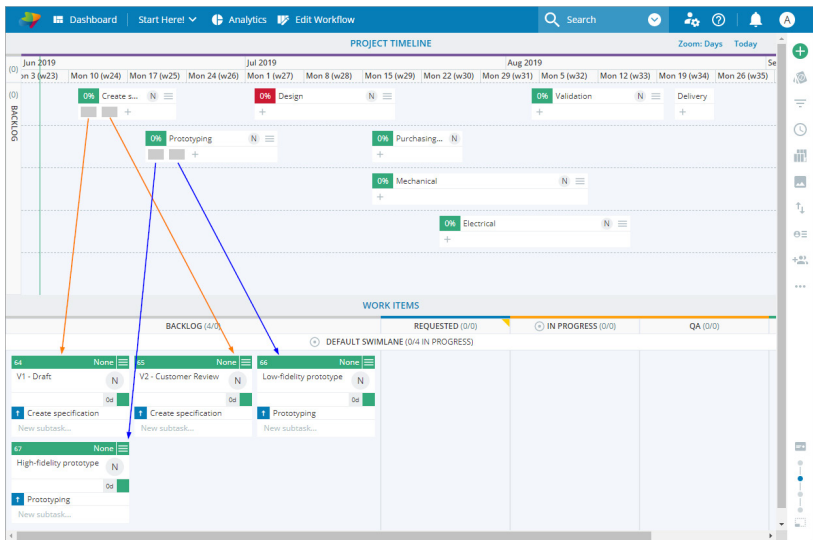 Dashboard Start Here! Analytics Edit Workflow Search A
PROJECT TIMELINE Zoom: Days Today
Jun 2019 Jul 2019 Aug 2019 Se
(0) on 3 (w23) Mon 10 (w24) Mon 17 (w25) Mon 24 (w26) Mon 1 (w27) Mon 8 (w28) Mon 15 (w29) Mon 22 (w30) Mon 29 (w31) Mon 5 (w32) Mon 12 (w33) Mon 19 (w34) Mon 26 (w35)
(0) BACKLOG
0% Create s... N 0% Design N 0% Validation N Delivery
+ + + +
0% Prototyping N 0% Purchasing... N
+ +
0% Mechanical N
+
0% Electrical N
+
WORK ITEMS
BACKLOG (4/0) REQUESTED (0/0) IN PROGRESS (0/0) QA (0/0)
DEFAULT SWIMLANE (0/4 IN PROGRESS)
64 None 65 None 66 None
V1 - Draft N V2 - Customer Review N Low-fidelity prototype N
0d 0d 0d
Create specification Create specification Prototyping
New subtask... New subtask... New subtask...
67 None
High-fidelity prototype N
0d
Prototyping
New subtask...